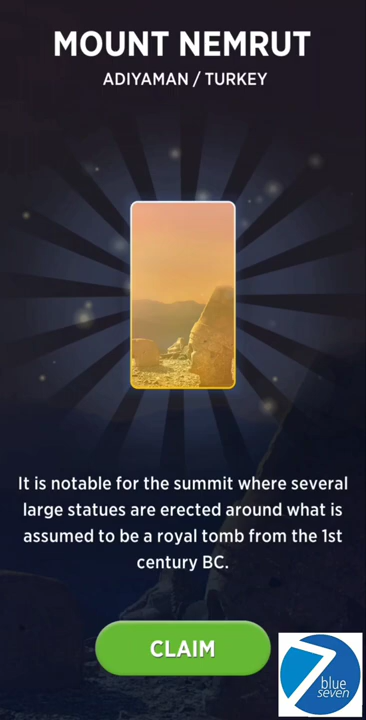 MOUNT NEMRUT
ADIYAMAN / TURKEY
It is notable for the summit where several
large statues are erected around what is
assumed to be a royal tomb from the 1st
century BC.
CLAIM
7
blue
seven